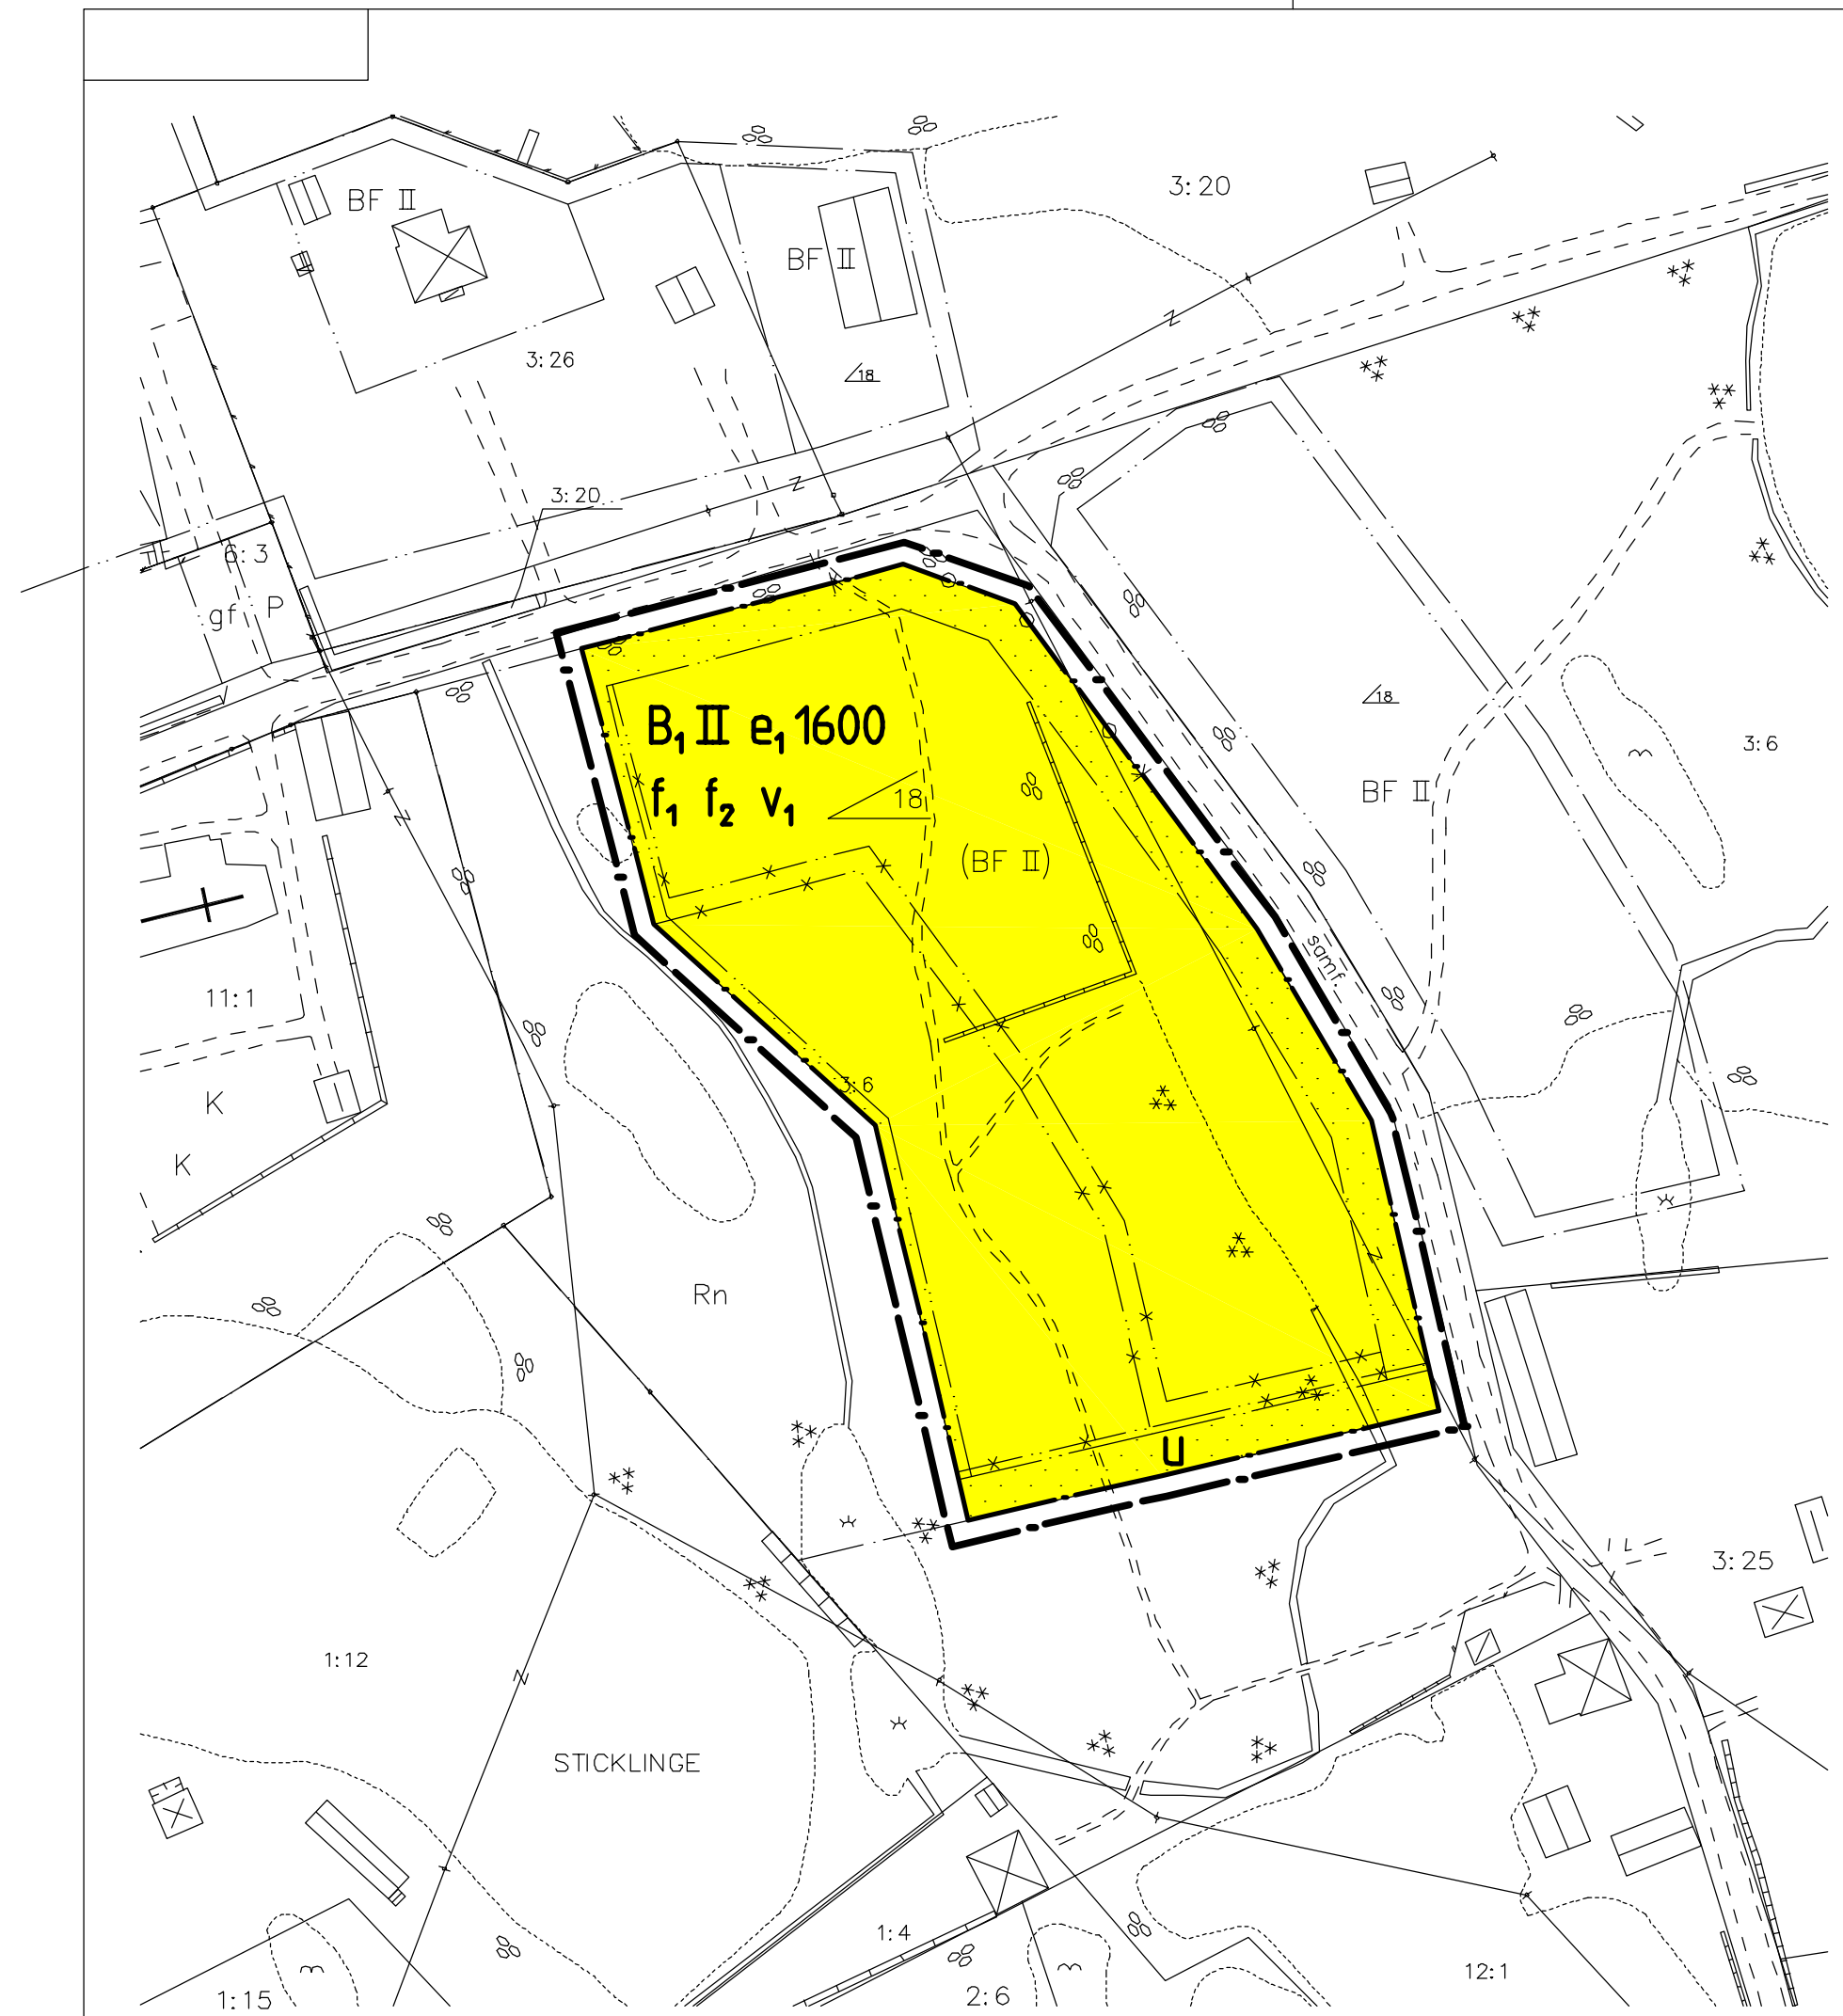 3:20
BF II
BF II
3:26
18
3:20
6:3
gf P
18
B₁ II e₁ 1600
3:6
BF II
f₁ f₂ v₁
18
(BF II)
samf.
11:1
3:6
K
K
Rn
U
3:25
1:12
STICKLINGE
1:4
12:1
1:15
2:6